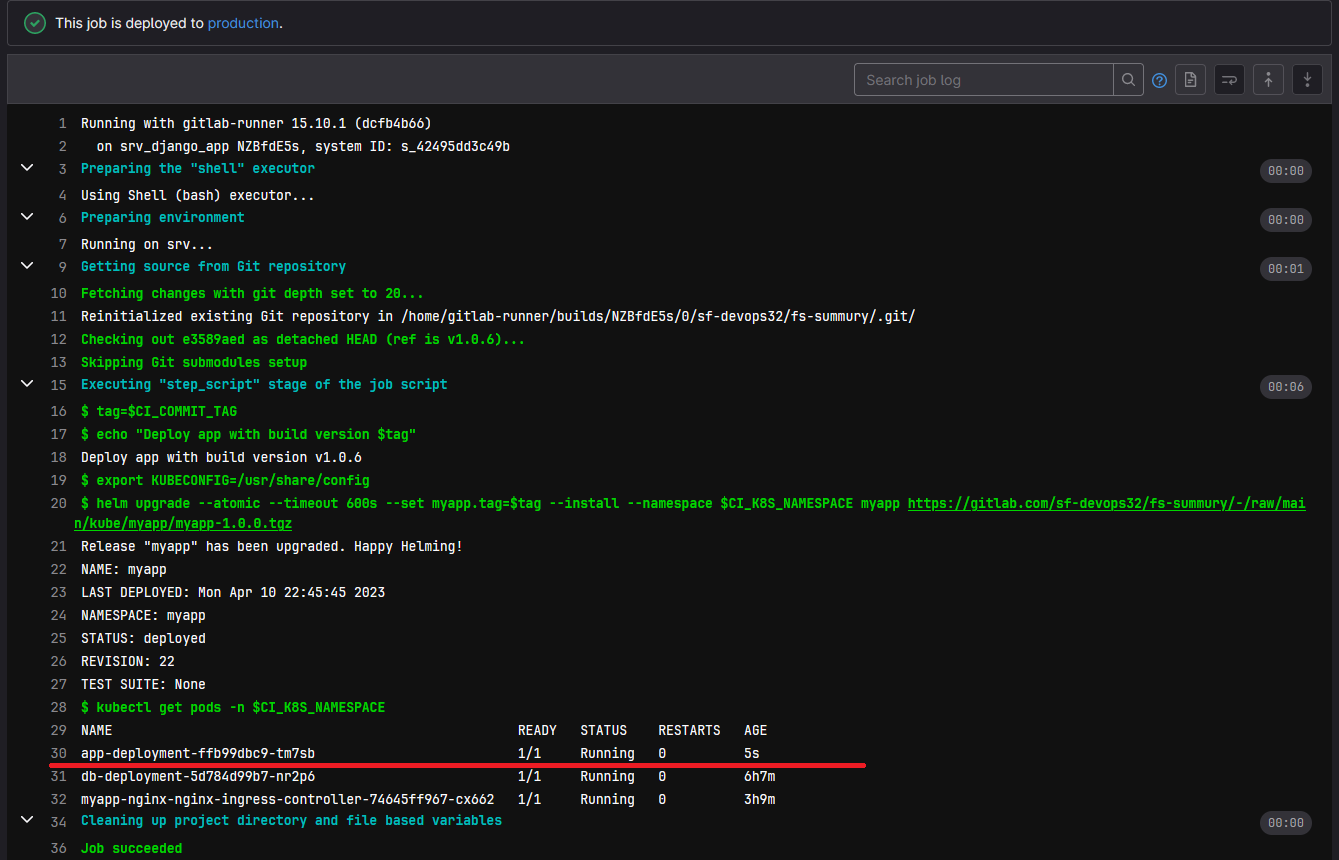 This job is deployed to production.
Search job log
1 Running with gitlab-runner 15.10.1 (dcfb4b66)
2 on srv_django_app NZBfdE5s, system ID: s_42495dd3c49b
3 Preparing the "shell" executor 00:00
4 Using Shell (bash) executor...
6 Preparing environment 00:00
7 Running on srv...
9 Getting source from Git repository 00:01
10 Fetching changes with git depth set to 20...
11 Reinitialized existing Git repository in /home/gitlab-runner/builds/NZBfdE5s/0/sf-devops32/fs-summury/.git/
12 Checking out e3589aed as detached HEAD (ref is v1.0.6)...
13 Skipping Git submodules setup
15 Executing "step_script" stage of the job script 00:06
16 $ tag=$CI_COMMIT_TAG
17 $ echo "Deploy app with build version $tag"
18 Deploy app with build version v1.0.6
19 $ export KUBECONFIG=/usr/share/config
20 $ helm upgrade --atomic --timeout 600s --set myapp.tag=$tag --install --namespace $CI_K8S_NAMESPACE myapp https://gitlab.com/sf-devops32/fs-summury/-/raw/mai
n/kube/myapp/myapp-1.0.0.tgz
21 Release "myapp" has been upgraded. Happy Helming!
22 NAME: myapp
23 LAST DEPLOYED: Mon Apr 10 22:45:45 2023
24 NAMESPACE: myapp
25 STATUS: deployed
26 REVISION: 22
27 TEST SUITE: None
28 $ kubectl get pods -n $CI_K8S_NAMESPACE
29 NAME READY STATUS RESTARTS AGE
30 app-deployment-ffb99dbc9-tm7sb 1/1 Running 0 5s
31 db-deployment-5d784d99b7-nr2p6 1/1 Running 0 6h7m
32 myapp-nginx-nginx-ingress-controller-74645ff967-cx662 1/1 Running 0 3h9m
34 Cleaning up project directory and file based variables 00:00
36 Job succeeded